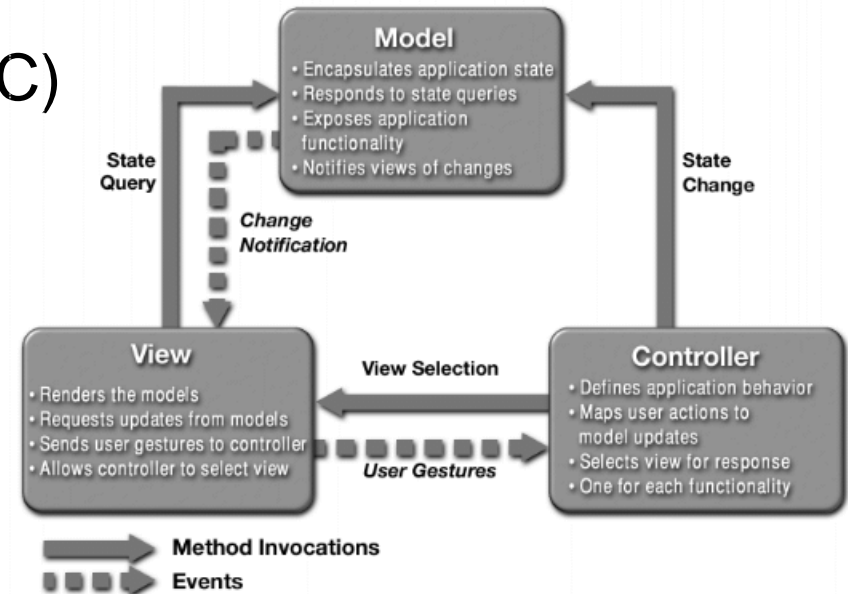 C)
Model
• Encapsulates application state
• Responds to state queries
• Exposes application
functionality
• Notifies views of changes
State
Query
Change
Notification
State
Change
View
• Renders the models
• Requests updates from models
• Sends user gestures to controller
• Allows controller to select view
View Selection
User Gestures
Controller
• Defines application behavior
• Maps user actions to
model updates
• Selects view for response
• One for each functionality
Method Invocations
Events